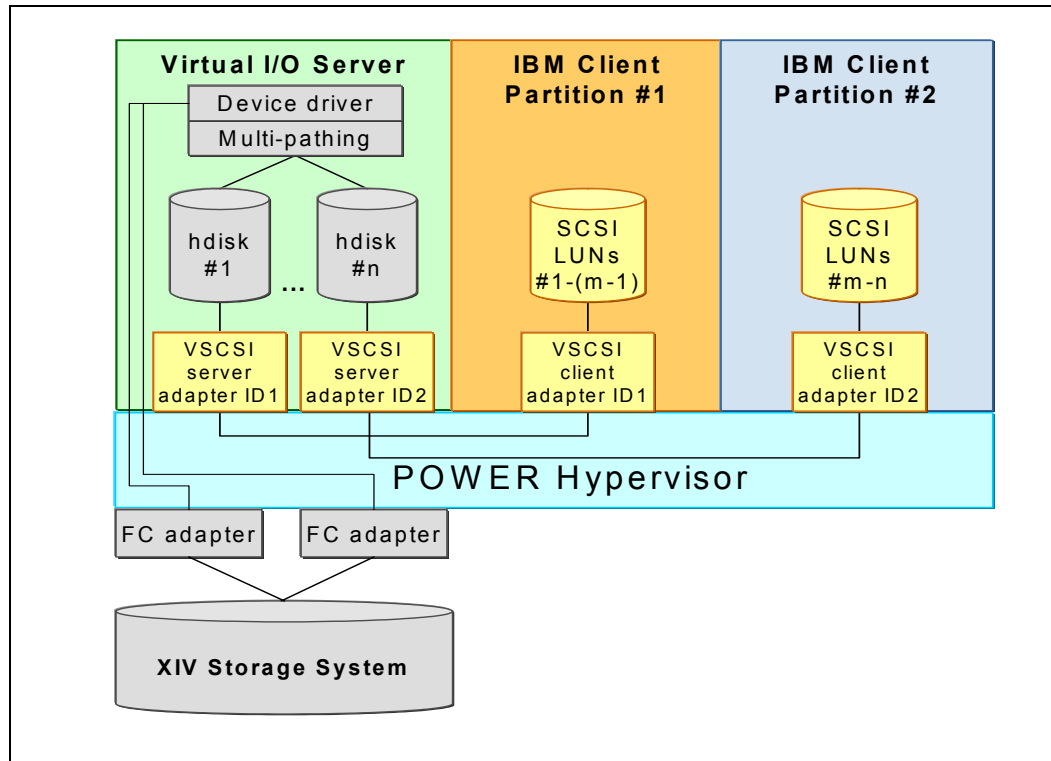 Virtual I/O Server
Device driver
Multi-pathing
hdisk
#1
...
hdisk
#n
VSCSI
server
adapter ID1
VSCSI
server
adapter ID2
IBM Client
Partition #1
SCSI
LUNs
#1-(m-1)
VSCSI
client
adapter ID1
IBM Client
Partition #2
SCSI
LUNs
#m-n
VSCSI
client
adapter ID2
POWER Hypervisor
FC adapter
FC adapter
XIV Storage System